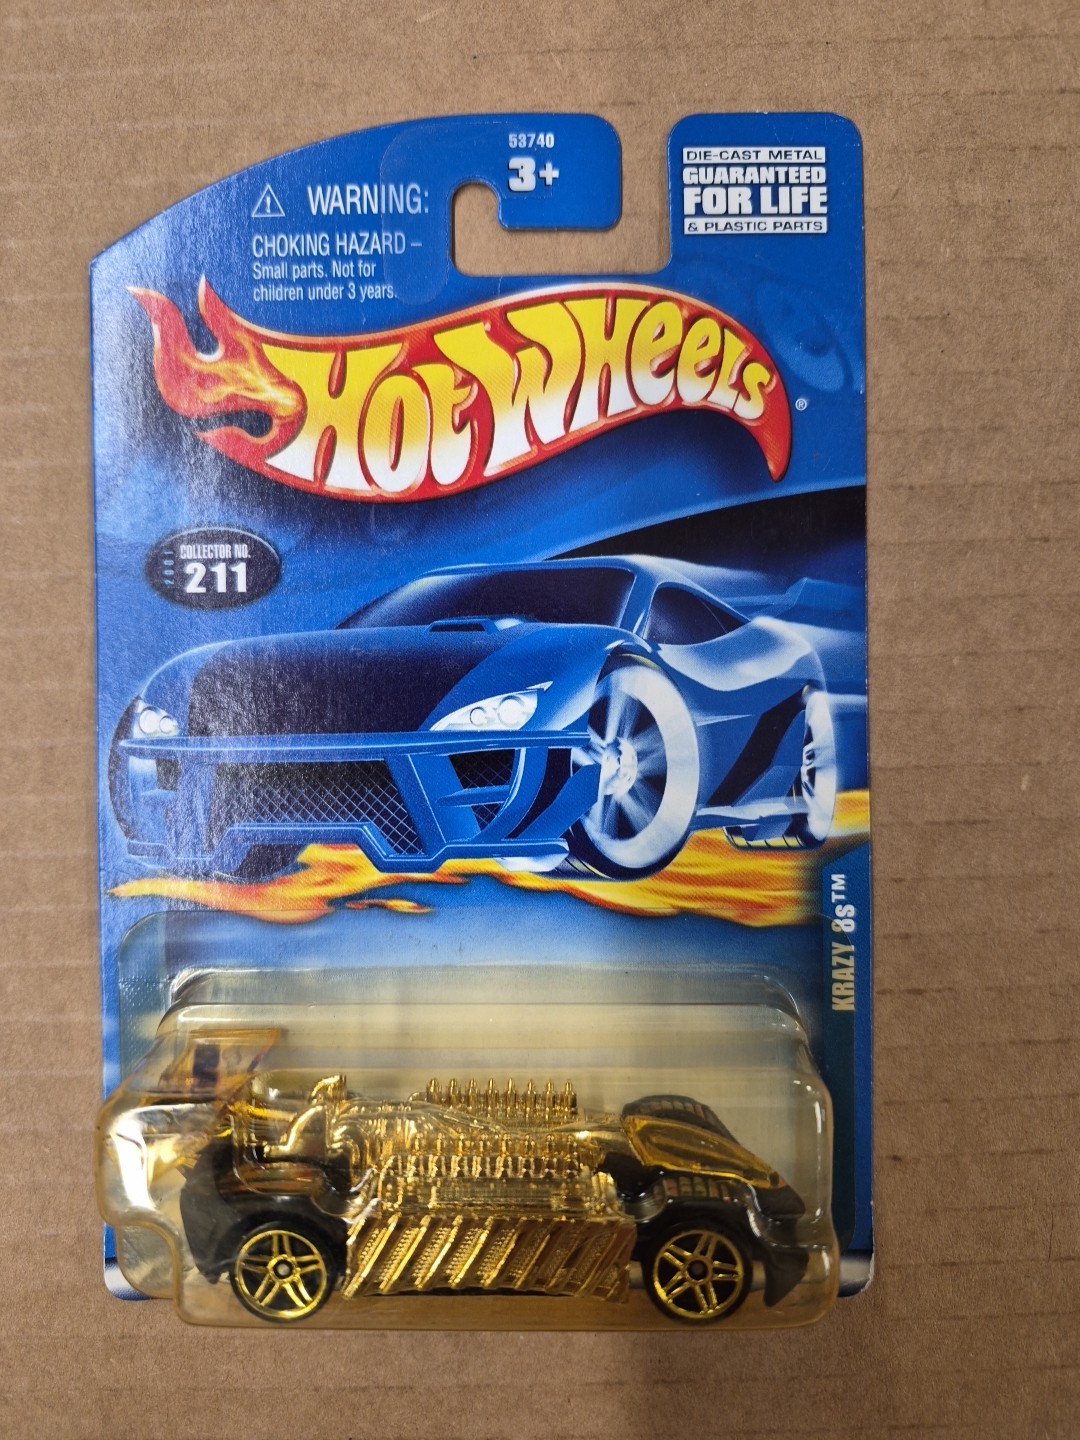 53740
3+
⚠ WARNING:
CHOKING HAZARD –
Small parts. Not for
children under 3 years.
DIE-CAST METAL
GUARANTEED
FOR LIFE
& PLASTIC PARTS
HOT WHEELS®
2001
COLLECTOR NO.
211
KRAZY 8s™